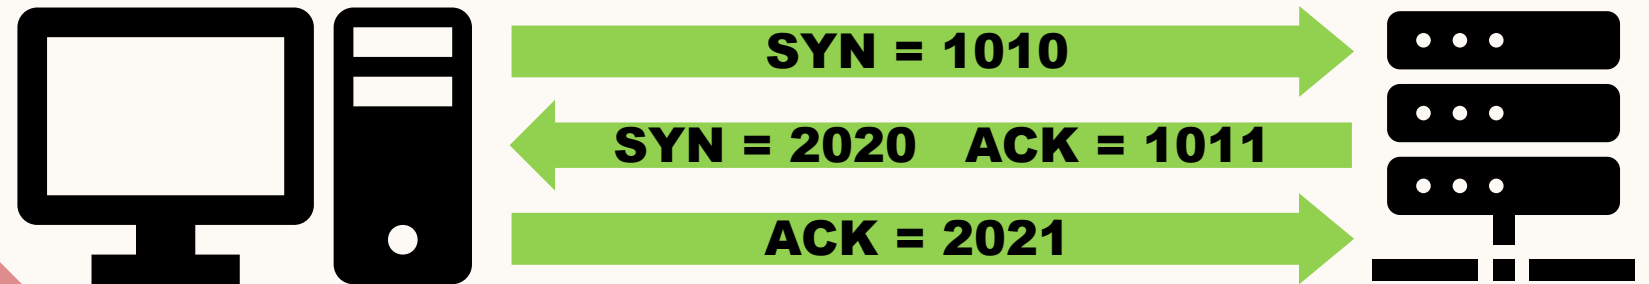 SYN = 1010
SYN = 2020 ACK = 1011
ACK = 2021